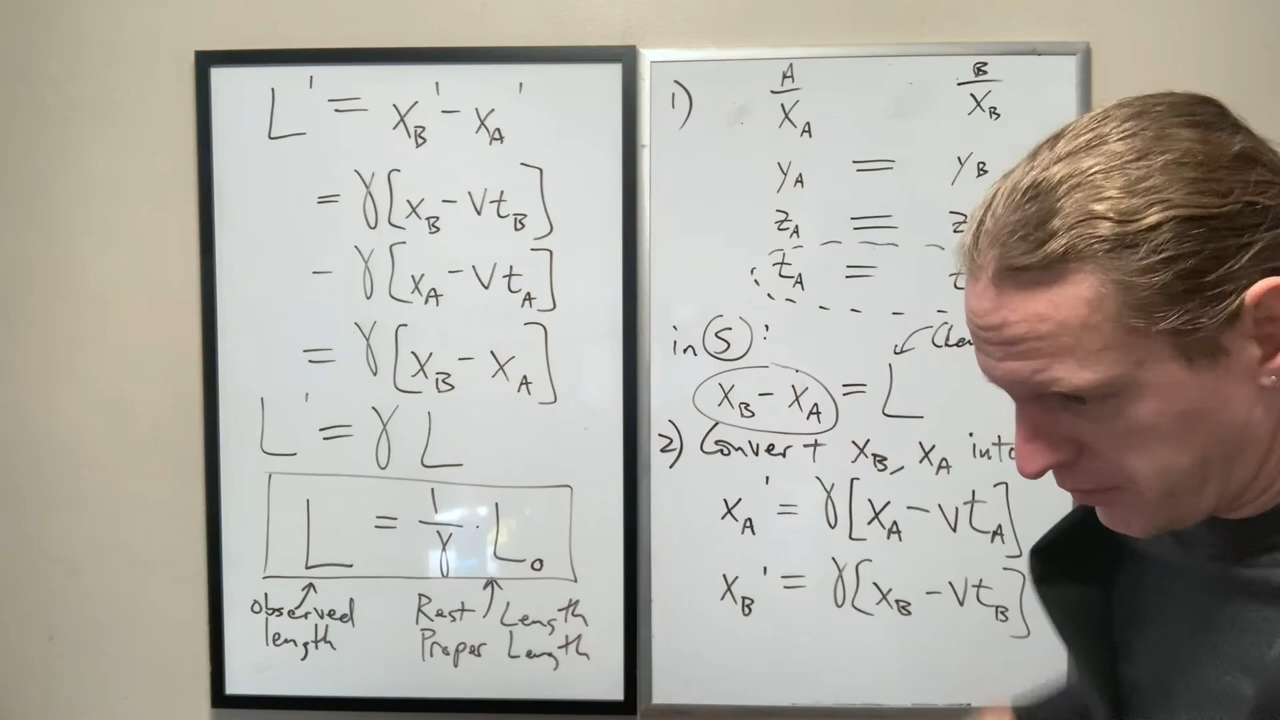 L' = x_B' - x_A'
= γ[x_B - vt_B]
- γ[x_A - vt_A]
= γ[x_B - x_A]
L' = γ L
L = 1/γ · L₀
Observed length
Rest Length
Proper Length
1) A B
x_A x_B
y_A = y_B
z_A = z
t_A = t
in S:
x_B - x_A = L
2) Convert x_B, x_A into
x_A' = γ[x_A - vt_A]
x_B' = γ[x_B - vt_B]